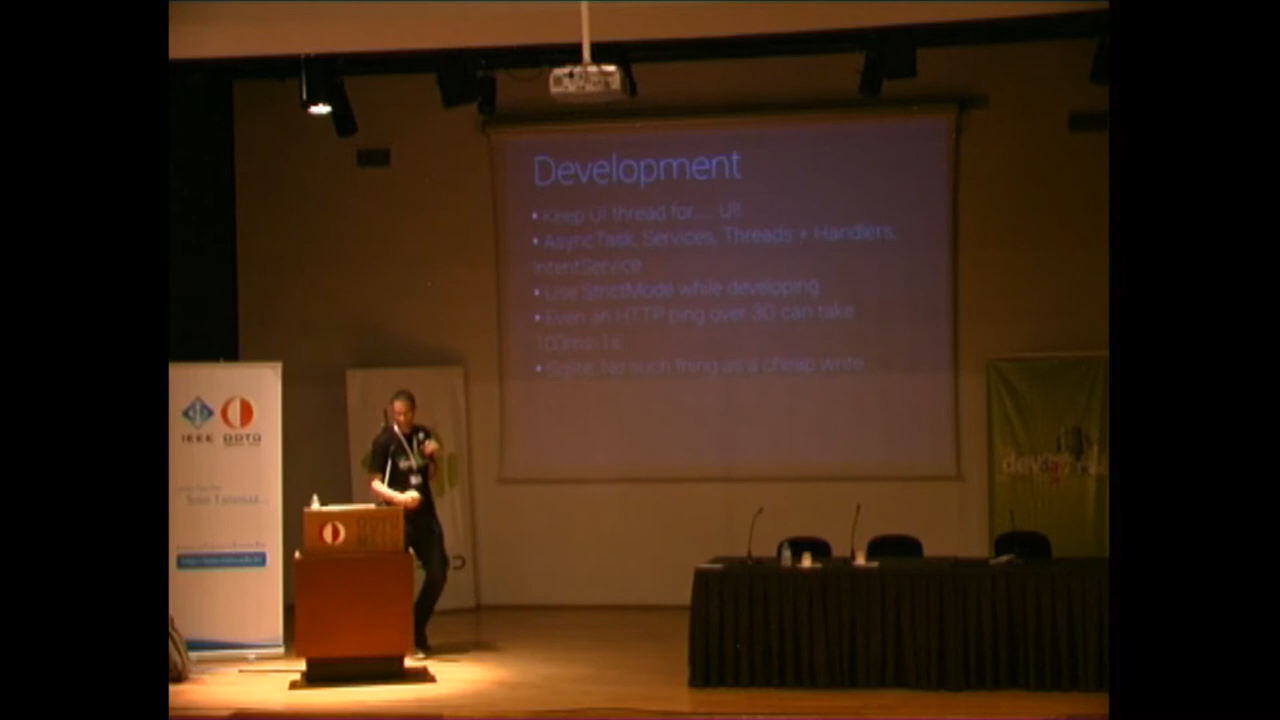 Development
• Keep UI thread for.... UI!
• AsyncTask, Services, Threads + Handlers,
IntentService
• Use StrictMode while developing
• Even an HTTP ping over 3G can take
100ms-1s
• Sqlite: No such thing as a cheap write
IEEE ODTÜ